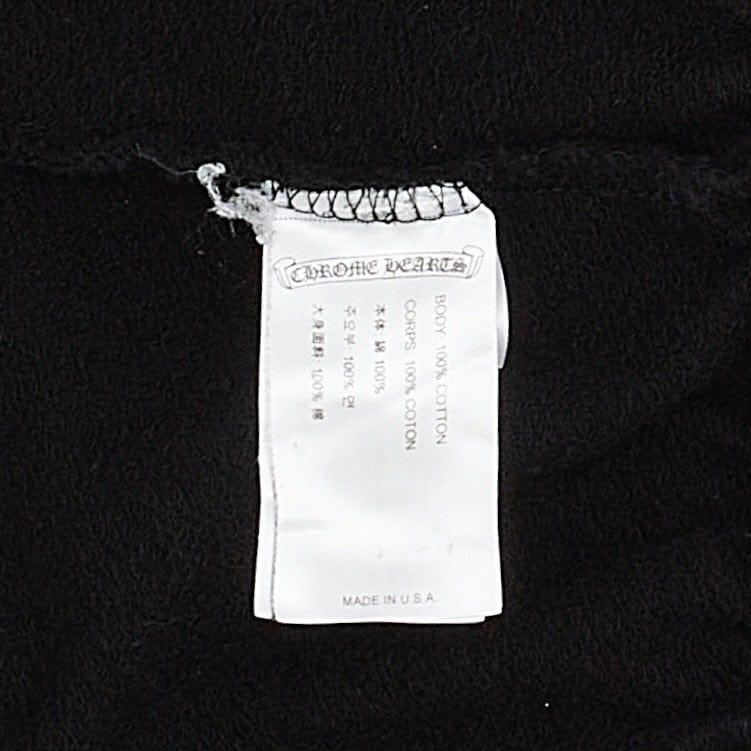 CHROME HEARTS
BODY: 100% COTTON
CORPS: 100% COTON
本体: 綿 100%
주요부: 100% 면
大身面料: 100% 棉
MADE IN U.S.A.